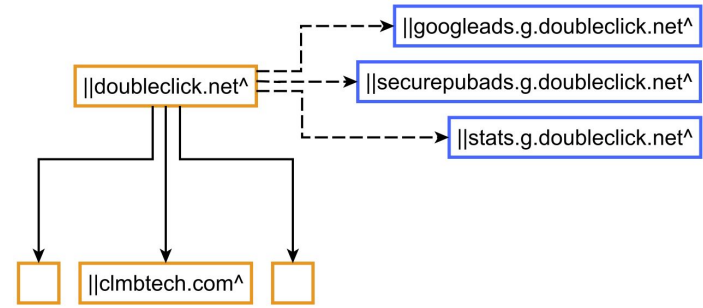 ||googleads.g.doubleclick.net^
||doubleclick.net^
||securepubads.g.doubleclick.net^
||stats.g.doubleclick.net^
||clmbtech.com^